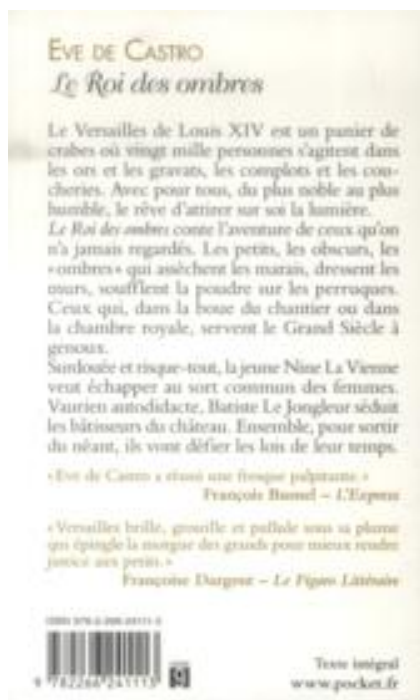 EVE DE CASTRO
Le Roi des ombres
Le Versailles de Louis XIV est un panier de
crabes où vingt mille personnes s'agitent dans
les ors et les gravats, les complots et les cou-
cheries. Avec pour tous, du plus noble au plus
humble, le rêve d'attirer sur soi la lumière.
Le Roi des ombres conte l'aventure de ceux qu'on
n'a jamais regardés. Les petits, les obscurs, les
« ombres » qui assèchent les marais, dressent les
murs, soufflent la poudre sur les perruques.
Ceux qui, dans la boue du chantier ou dans
la chambre royale, servent le Grand Siècle à
genoux.
Surdouée et risque-tout, la jeune Nine La Vienne
veut échapper au sort commun des femmes.
Vaurien autodidacte, Batiste Le Jongleur séduit
les bâtisseurs du château. Ensemble, pour sortir
du néant, ils vont défier les lois de leur temps.
« Eve de Castro a réussi une fresque palpitante. »
François Busnel – L'Express
« Versailles brille, grouille et pullule sous sa plume
qui épingle la morgue des grands pour mieux rendre
justice aux petits. »
Françoise Dargent – Le Figaro Littéraire
ISBN 978-2-266-24111-3
9 782266 241113
Texte intégral
www.pocket.fr